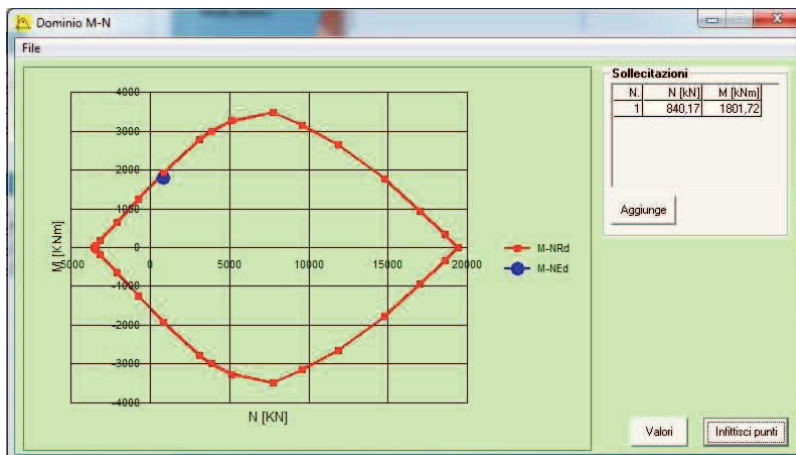 Dominio M-N
File
4000
3000
2000
1000
0
-5000
0
5000
10000
15000
20000
-1000
-2000
-3000
-4000
M [KNm]
N [KN]
M-NRd
M-NEd
Sollecitazioni
N. N [kN] M [kNm]
1 840,17 1801,72
Aggiunge
Valori
Infittisci punti